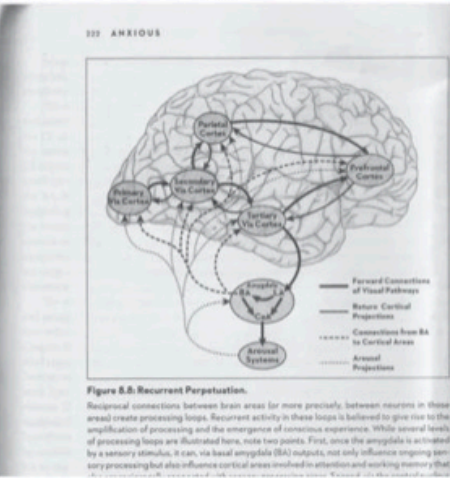 222 ANXIOUS
Parietal
Cortex
Prefrontal
Cortex
Secondary
Vis Cortex
Primary
Vis Cortex
Tertiary
Vis Cortex
Amygdala
BA
CeA
Arousal
Systems
Forward Connections
of Visual Pathways
Return Cortical
Projections
Connections from BA
to Cortical Areas
Arousal
Projections
Figure 8.8: Recurrent Perpetuation.
Reciprocal connections between brain areas (or more precisely, between neurons in those
areas) create processing loops. Recurrent activity in these loops is believed to give rise to the
amplification of processing and the emergence of conscious experience. While several levels
of processing loops are illustrated here, note two points. First, once the amygdala is activated
by a sensory stimulus, it can, via basal amygdala (BA) outputs, not only influence ongoing sen-
sory processing but also influence cortical areas involved in attention and working memory that